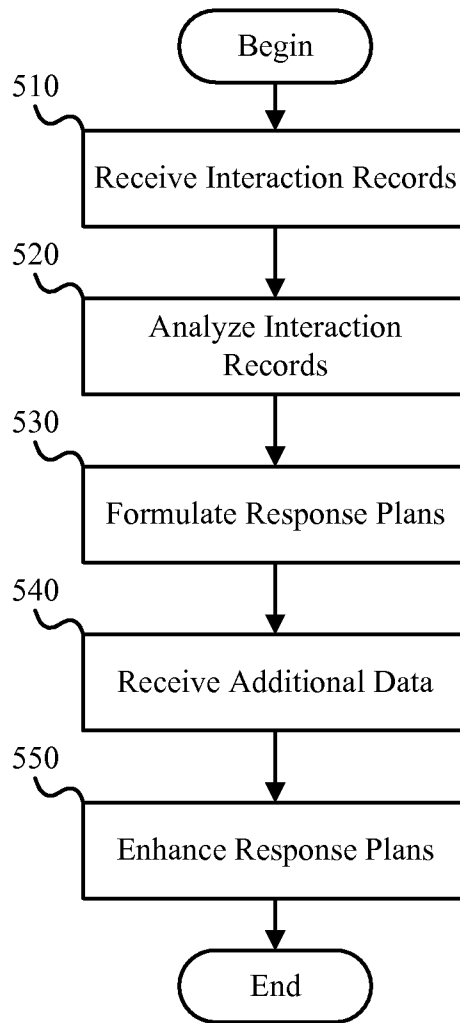 Begin
510
Receive Interaction Records
520
Analyze Interaction
Records
530
Formulate Response Plans
540
Receive Additional Data
550
Enhance Response Plans
End